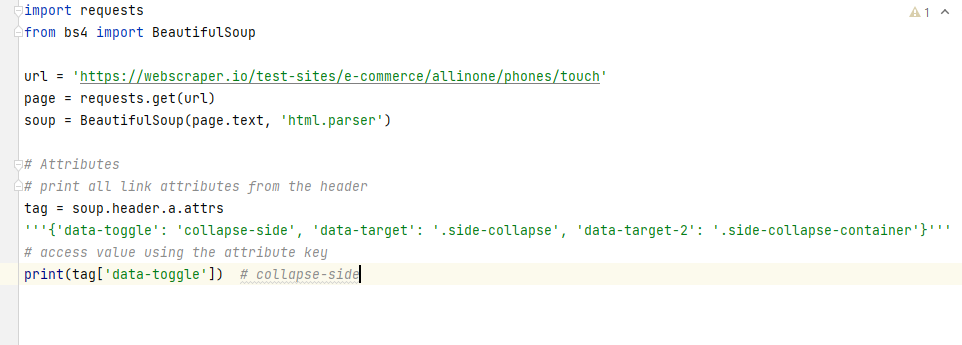 import requests
1
from bs4 import BeautifulSoup
url = 'https://webscraper.io/test-sites/e-commerce/allinone/phones/touch'
page = requests.get(url)
soup = BeautifulSoup(page.text, 'html.parser')
# Attributes
# print all link attributes from the header
tag = soup.header.a.attrs
'''{'data-toggle': 'collapse-side', 'data-target': '.side-collapse', 'data-target-2': '.side-collapse-container'}'''
# access value using the attribute key
print(tag['data-toggle'])  # collapse-side